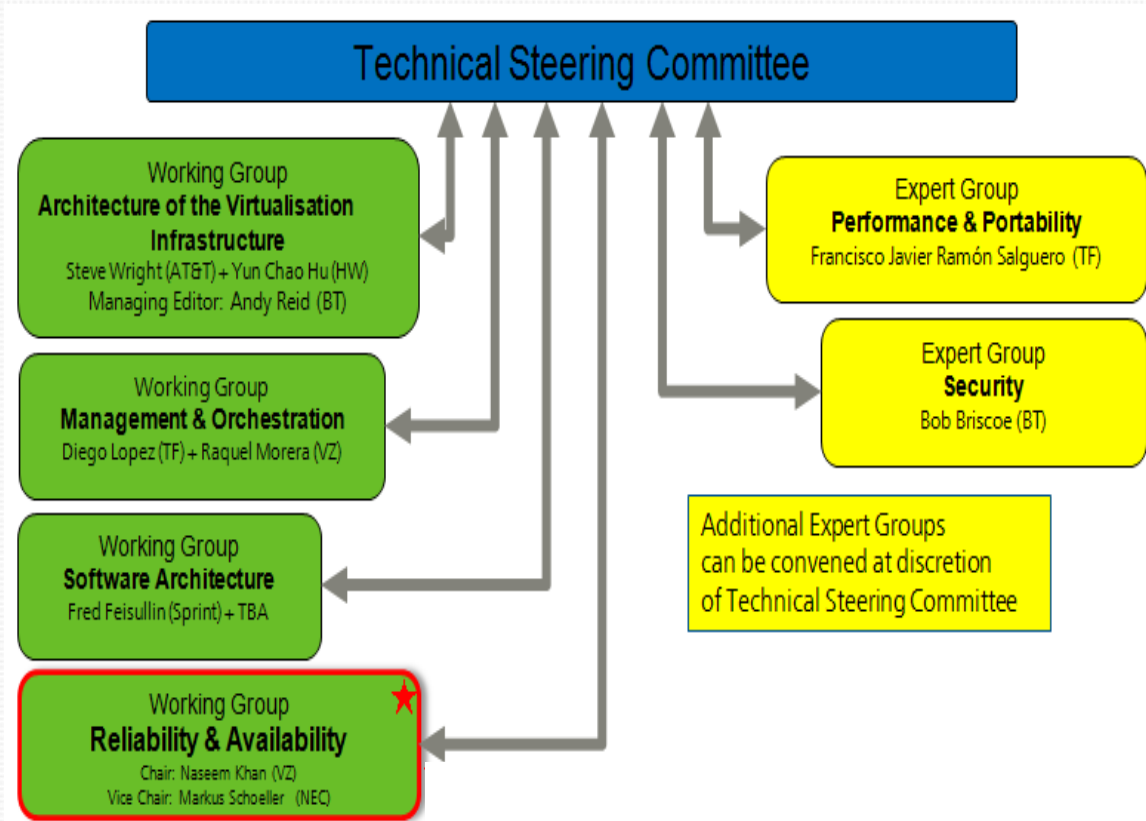 Technical Steering Committee
Working Group
Architecture of the Virtualisation
Infrastructure
Steve Wright (AT&T) + Yun Chao Hu (HW)
Managing Editor: Andy Reid (BT)
Working Group
Management & Orchestration
Diego Lopez (TF) + Raquel Morera (VZ)
Working Group
Software Architecture
Fred Feisullin (Sprint) + TBA
Working Group
Reliability & Availability
Chair: Naseem Khan (VZ)
Vice Chair: Markus Schoeller (NEC)
Expert Group
Performance & Portability
Francisco Javier Ramón Salguero (TF)
Expert Group
Security
Bob Briscoe (BT)
Additional Expert Groups
can be convened at discretion
of Technical Steering Committee